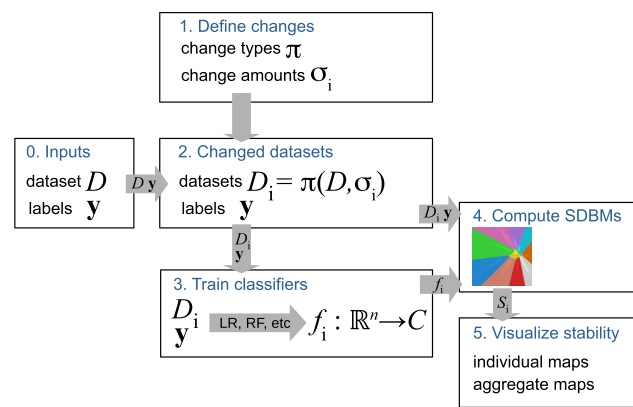 1. Define changes
change types π
change amounts σi
0. Inputs
dataset D
labels y
D y
2. Changed datasets
datasets Di = π(D,σi)
labels y
Di y
Di
y
3. Train classifiers
Di
y
LR, RF, etc
fi : ℝⁿ→C
fi
4. Compute SDBMs
Si
5. Visualize stability
individual maps
aggregate maps